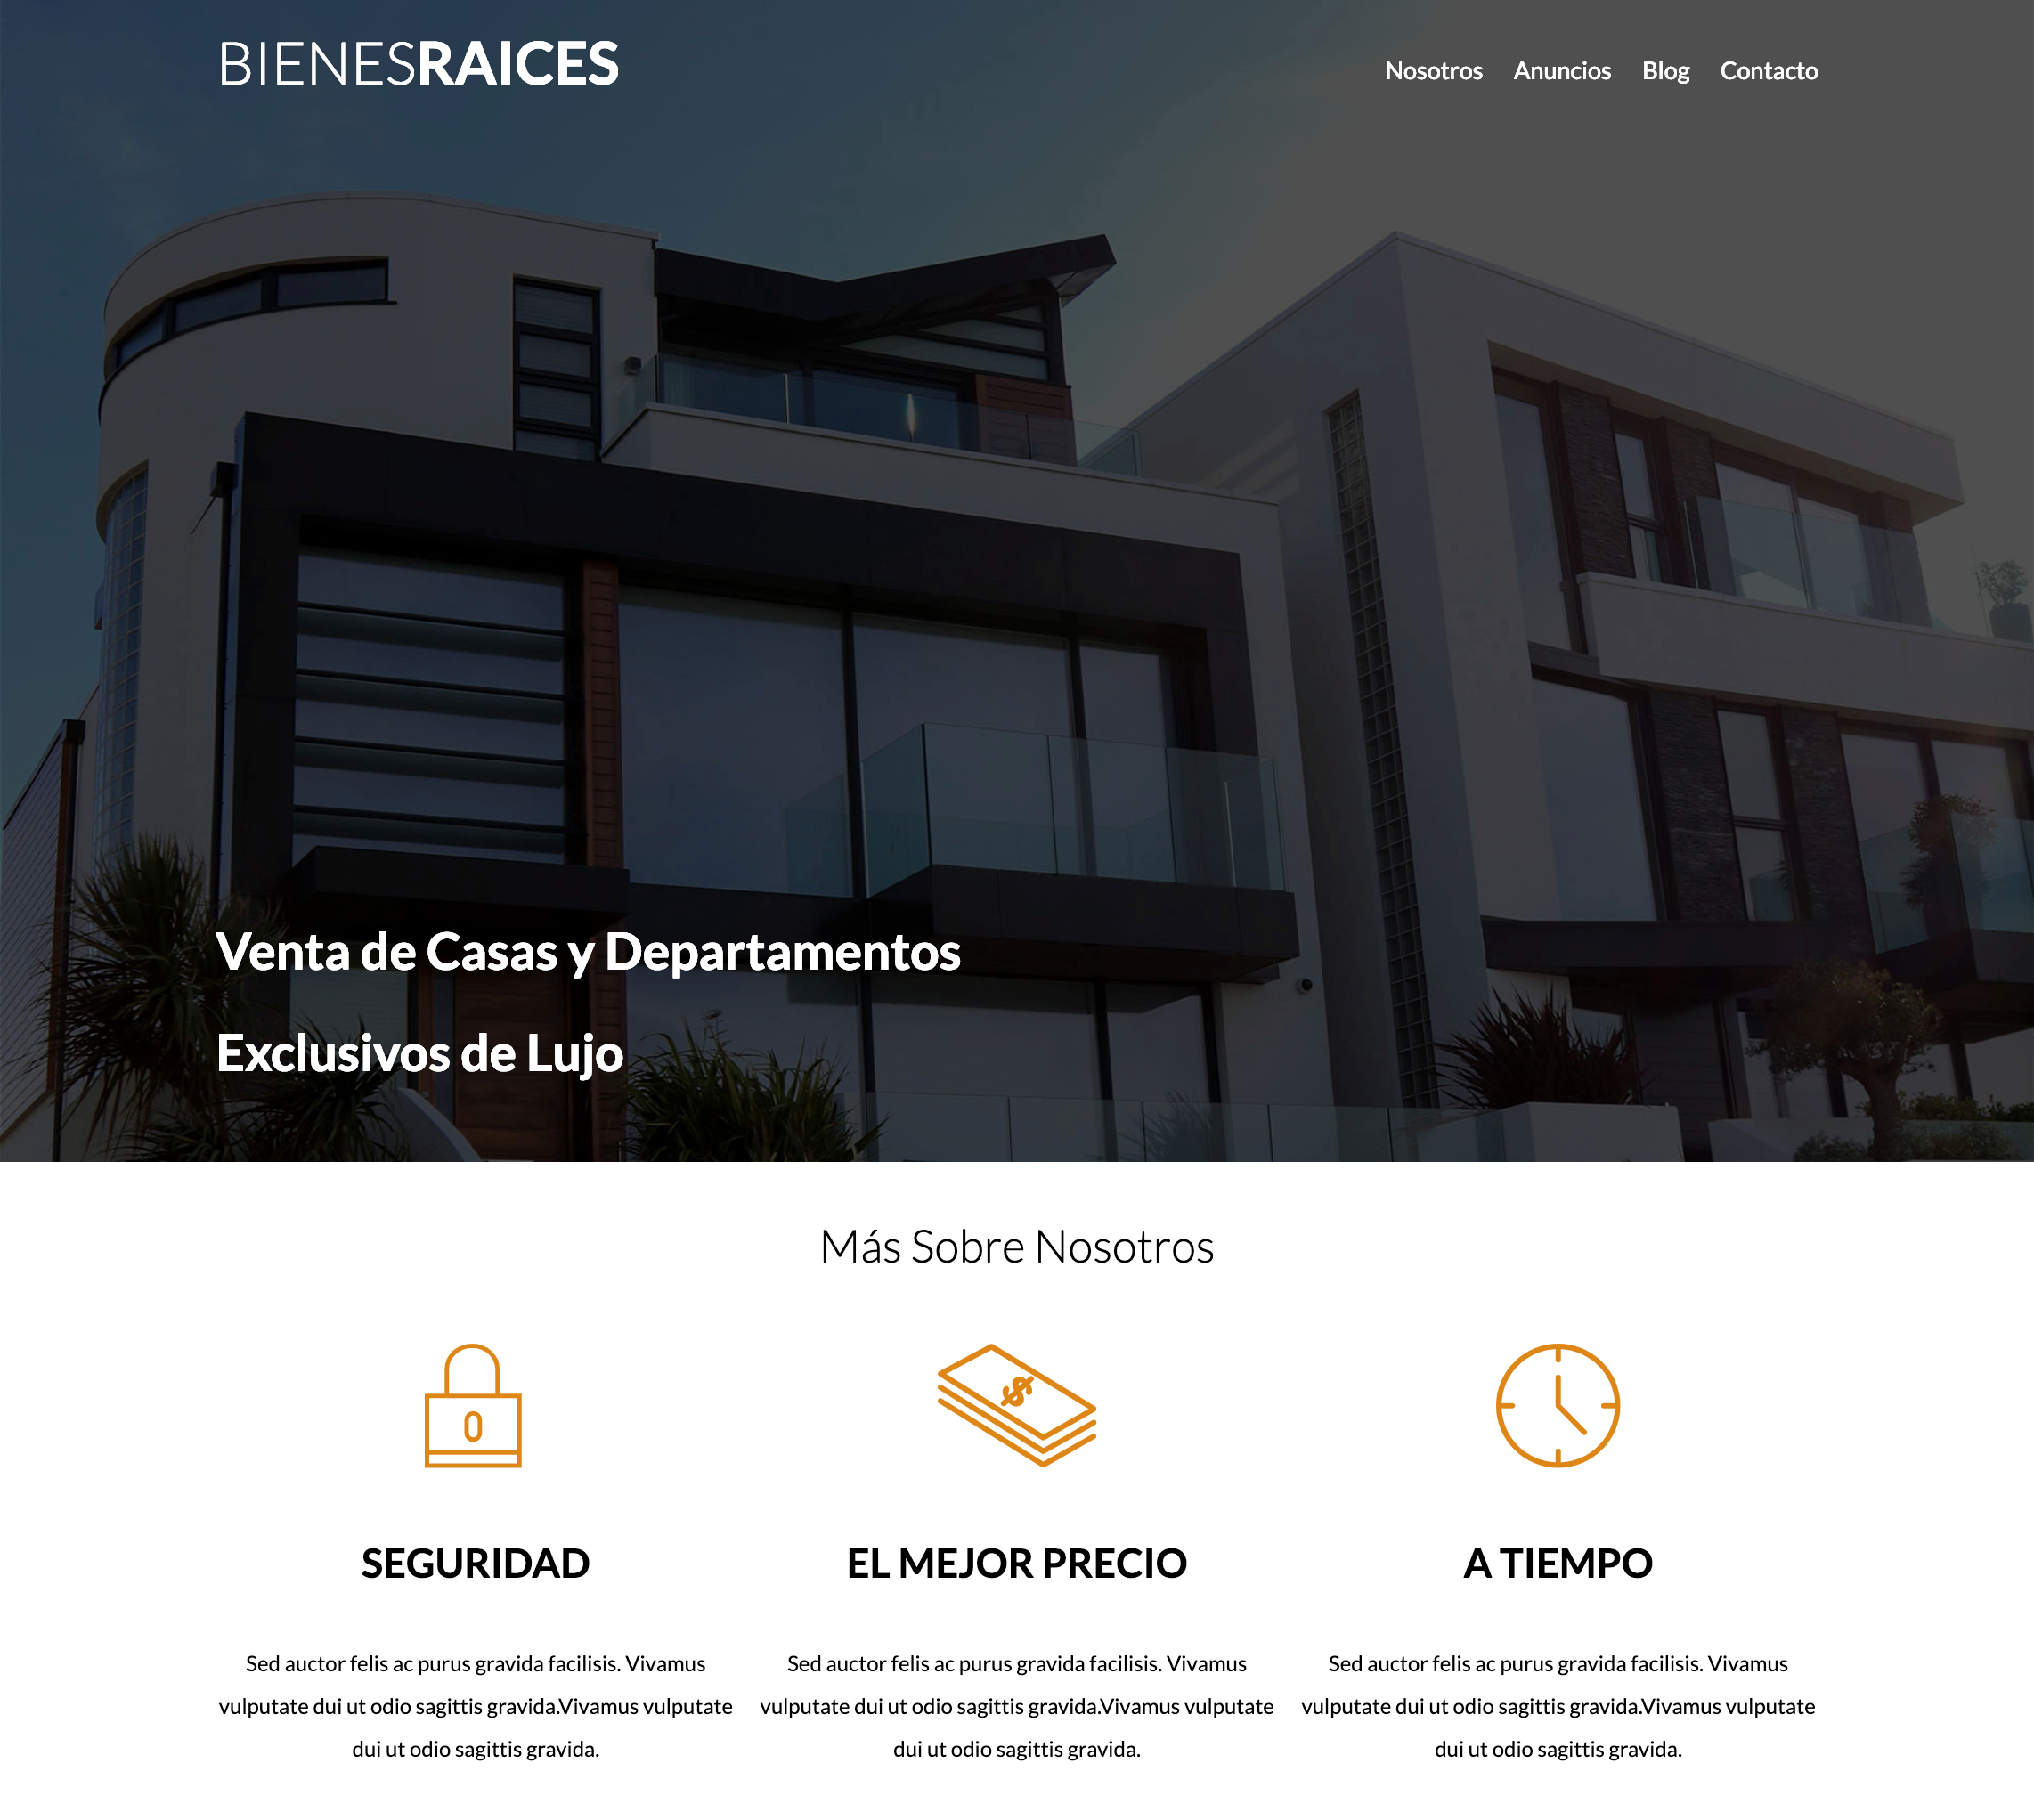 BIENESRAICES
Nosotros Anuncios Blog Contacto
Venta de Casas y Departamentos
Exclusivos de Lujo
Más Sobre Nosotros
$
SEGURIDAD
Sed auctor felis ac purus gravida facilisis. Vivamus
vulputate dui ut odio sagittis gravida.Vivamus vulputate
dui ut odio sagittis gravida.
EL MEJOR PRECIO
Sed auctor felis ac purus gravida facilisis. Vivamus
vulputate dui ut odio sagittis gravida.Vivamus vulputate
dui ut odio sagittis gravida.
A TIEMPO
Sed auctor felis ac purus gravida facilisis. Vivamus
vulputate dui ut odio sagittis gravida.Vivamus vulputate
dui ut odio sagittis gravida.